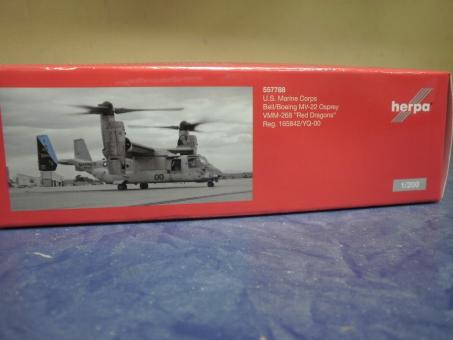 557788
U.S. Marine Corps
Bell/Boeing MV-22 Osprey
VMM-268 "Red Dragons"
Reg. 165842/YQ-00
herpa
1/200
00